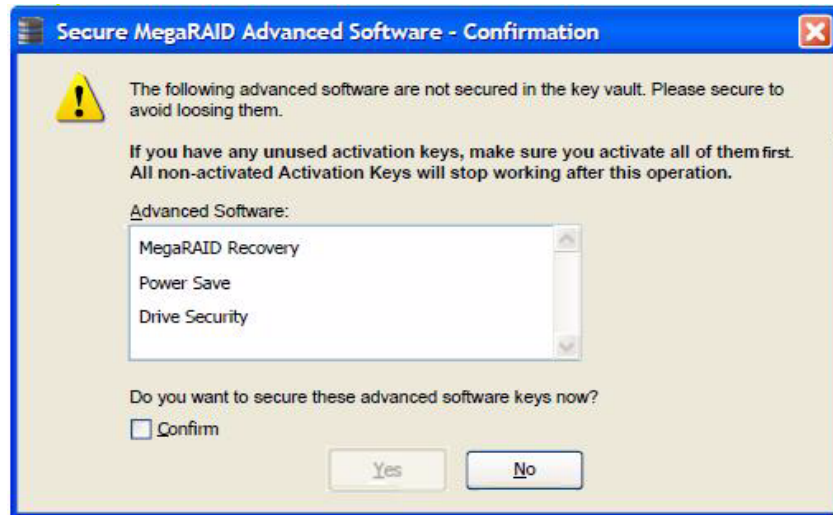 Secure MegaRAID Advanced Software - Confirmation
The following advanced software are not secured in the key vault. Please secure to
avoid loosing them.
If you have any unused activation keys, make sure you activate all of them first.
All non-activated Activation Keys will stop working after this operation.
Advanced Software:
MegaRAID Recovery
Power Save
Drive Security
Do you want to secure these advanced software keys now?
Confirm
Yes
No